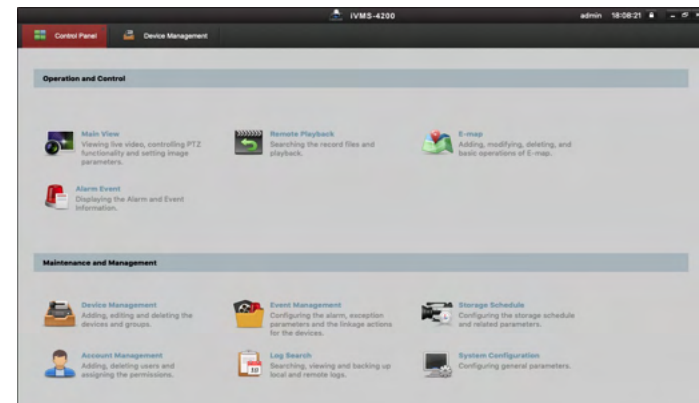 iVMS-4200
admin 18:08:21
Control Panel
Device Management
Operation and Control
Main View
Viewing live video, controlling PTZ
functionality and setting image
parameters.
Remote Playback
Searching the record files and
playback.
E-map
Adding, modifying, deleting, and
basic operations of E-map.
Alarm Event
Displaying the Alarm and Event
Information.
Maintenance and Management
Device Management
Adding, editing and deleting the
devices and groups.
Event Management
Configuring the alarm, exception
parameters and the linkage actions
for the devices.
Storage Schedule
Configuring the storage schedule
and related parameters.
Account Management
Adding, deleting users and
assigning the permissions.
Log Search
Searching, viewing and backing up
local and remote logs.
System Configuration
Configuring general parameters.